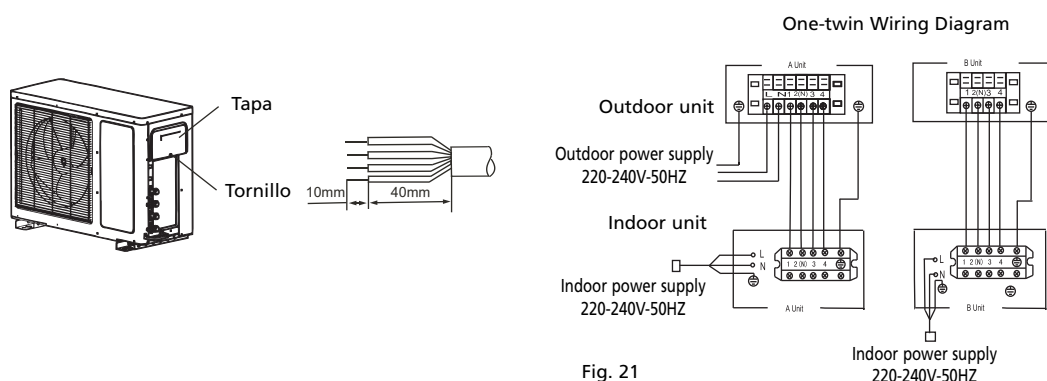 One-twin Wiring Diagram
Tapa
Tornillo
10mm
40mm
A Unit
L N 1 2(N) 3 4
B Unit
1 2(N) 3 4
Outdoor unit
Outdoor power supply
220-240V-50HZ
Indoor unit
L
N
1 2(N) 3 4
A Unit
Indoor power supply
220-240V-50HZ
L
N
1 2(N) 3 4
B Unit
Indoor power supply
220-240V-50HZ
Fig. 21